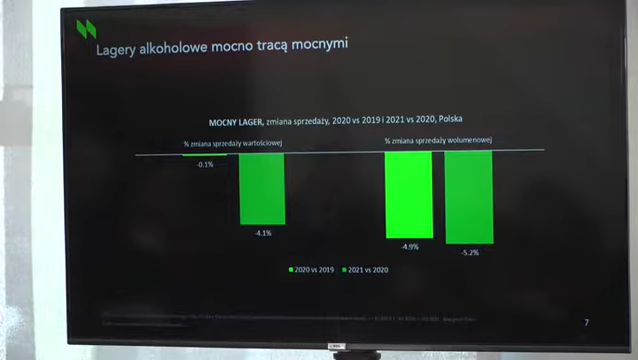 Lagery alkoholowe mocno tracą mocnymi
MOCNY LAGER, zmiana sprzedaży, 2020 vs 2019 i 2021 vs 2020, Polska
% zmiana sprzedaży wartościowej
% zmiana sprzedaży wolumenowej
-0.1%
-4.1%
-4.9%
-5.2%
2020 vs 2019
2021 vs 2020
7